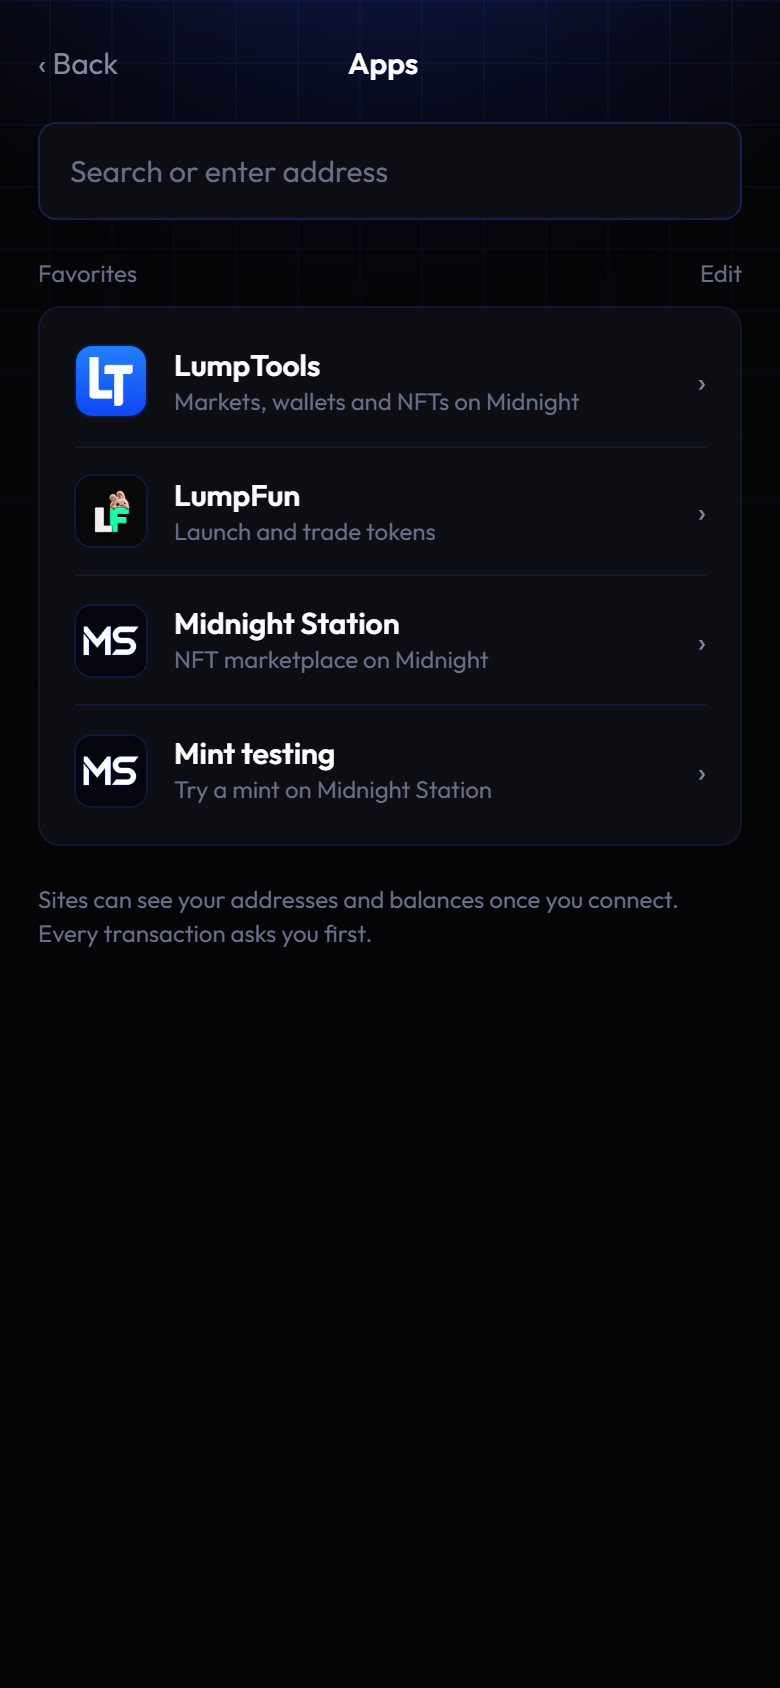 ‹ Back
Apps
Search or enter address
Favorites
Edit
LT
LumpTools
Markets, wallets and NFTs on Midnight
›
LF
LumpFun
Launch and trade tokens
›
MS
Midnight Station
NFT marketplace on Midnight
›
MS
Mint testing
Try a mint on Midnight Station
›
Sites can see your addresses and balances once you connect.
Every transaction asks you first.